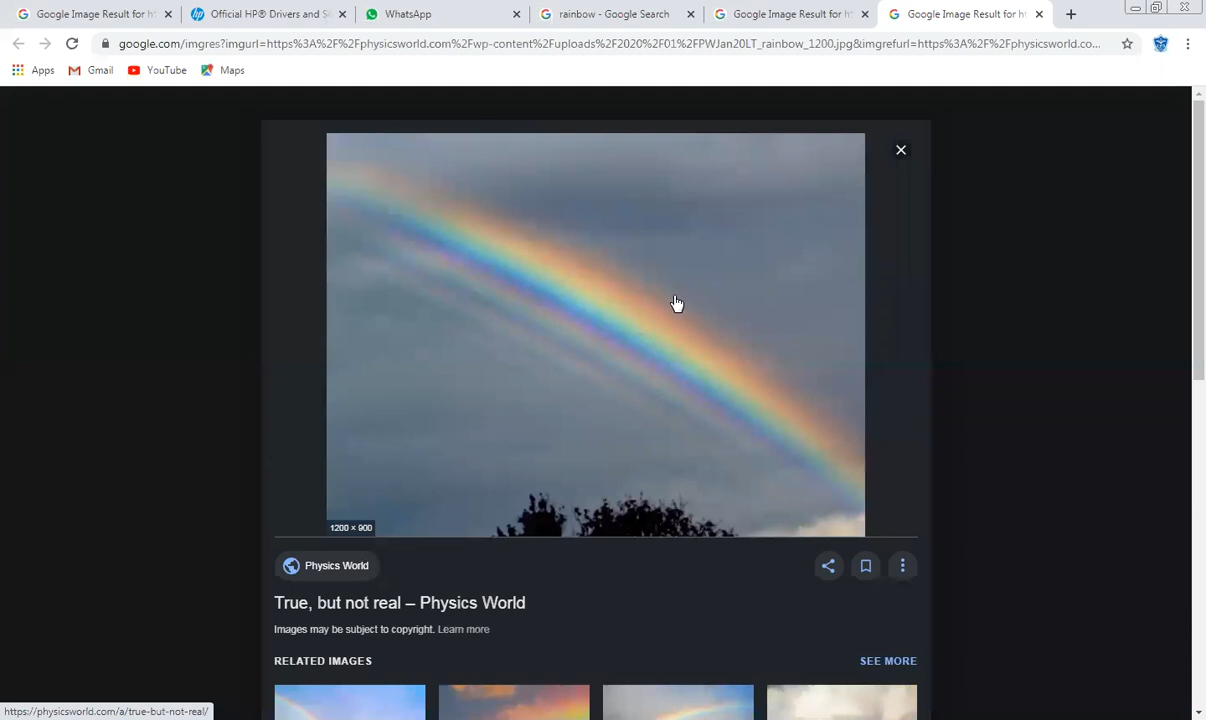 Google Image Result for ht
Official HP® Drivers and S
WhatsApp
rainbow - Google Search
Google Image Result for ht
Google Image Result for ht
google.com/imgres?imgurl=https%3A%2F%2Fphysicsworld.com%2Fwp-content%2Fuploads%2F2020%2F01%2FPWJan20LT_rainbow_1200.jpg&imgrefurl=https%3A%2F%2Fphysicsworld.co...
Apps
Gmail
YouTube
Maps
1200 × 900
Physics World
True, but not real – Physics World
Images may be subject to copyright. Learn more
RELATED IMAGES
SEE MORE
https://physicsworld.com/a/true-but-not-real/